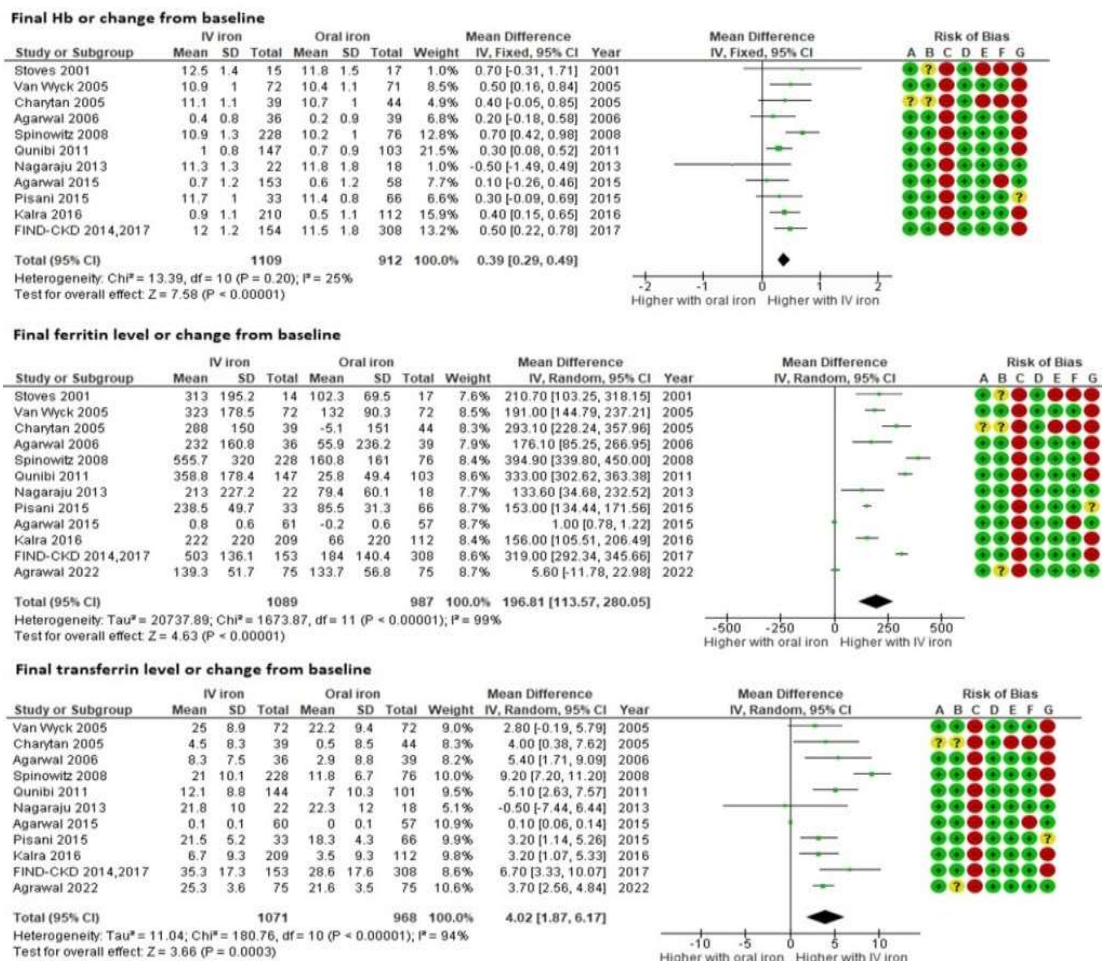 Final Hb or change from baseline
IV iron Oral iron Mean Difference Mean Difference Risk of Bias
Study or Subgroup Mean SD Total Mean SD Total Weight IV, Fixed, 95% CI Year IV, Fixed, 95% CI A B C D E F G
Stoves 2001 12.5 1.4 15 11.8 1.5 17 1.0% 0.70 [-0.31, 1.71] 2001 + ? + +
Van Wyck 2005 10.9 1 72 10.4 1.1 71 8.5% 0.50 [0.16, 0.84] 2005
Charytan 2005 11.1 1.1 39 10.7 1 44 4.9% 0.40 [-0.05, 0.85] 2005 ? ?
Agarwal 2006 0.4 0.8 36 0.2 0.9 39 6.8% 0.20 [-0.18, 0.58] 2006
Spinowitz 2008 10.9 1.3 228 10.2 1 76 12.8% 0.70 [0.42, 0.98] 2008
Qunibi 2011 1 0.8 147 0.7 0.9 103 21.5% 0.30 [0.08, 0.52] 2011
Nagaraju 2013 11.3 1.3 22 11.8 1.8 18 1.0% -0.50 [-1.49, 0.49] 2013
Agarwal 2015 0.7 1.2 153 0.6 1.2 58 7.7% 0.10 [-0.26, 0.46] 2015
Pisani 2015 11.7 1 33 11.4 0.8 66 6.6% 0.30 [-0.09, 0.69] 2015 ?
Kalra 2016 0.9 1.1 210 0.5 1.1 112 15.9% 0.40 [0.15, 0.65] 2016
FIND-CKD 2014,2017 12 1.2 154 11.5 1.8 308 13.2% 0.50 [0.22, 0.78] 2017
Total (95% CI) 1109 912 100.0% 0.39 [0.29, 0.49]
Heterogeneity: Chi² = 13.39, df = 10 (P = 0.20); I² = 25%
Test for overall effect: Z = 7.58 (P < 0.00001)
-2 -1 0 1 2
Higher with oral iron Higher with IV iron
Final ferritin level or change from baseline
IV iron Oral iron Mean Difference Mean Difference Risk of Bias
Study or Subgroup Mean SD Total Mean SD Total Weight IV, Random, 95% CI Year IV, Random, 95% CI A B C D E F G
Stoves 2001 313 195.2 14 102.3 69.5 17 7.6% 210.70 [103.25, 318.15] 2001 ?
Van Wyck 2005 323 178.5 72 132 90.3 72 8.6% 191.00 [144.79, 237.21] 2005
Charytan 2005 288 150 39 -5.1 151 44 8.4% 293.10 [228.24, 357.96] 2005 ? ?
Agarwal 2006 232 160.8 36 55.9 236.2 39 7.9% 176.10 [85.25, 266.95] 2006
Spinowitz 2008 555.7 320 228 160.8 161 76 8.5% 394.90 [339.80, 450.00] 2008
Qunibi 2011 358.8 178.4 147 25.8 49.4 103 8.6% 333.00 [302.62, 363.38] 2011
Nagaraju 2013 213 227.2 22 79.4 60.1 18 7.7% 133.60 [34.68, 232.52] 2013
Pisani 2015 238.5 49.7 33 85.5 31.3 66 8.7% 153.00 [134.44, 171.56] 2015 ?
Agarwal 2015 0.8 0.6 61 -0.2 0.6 57 8.7% 1.00 [0.78, 1.22] 2015
Kalra 2016 222 220 209 66 220 112 8.6% 156.00 [105.51, 206.49] 2016
FIND-CKD 2014,2017 503 136.1 153 184 140.4 308 8.7% 319.00 [292.34, 345.66] 2017
Agrawal 2022 139.3 51.7 75 133.7 56.8 75 8.7% 5.60 [-11.78, 22.98] 2022 ?
Total (95% CI) 1089 987 100.0% 196.81 [113.57, 280.05]
Heterogeneity: Tau² = 20737.89; Chi² = 1673.87, df = 11 (P < 0.00001); I² = 99%
Test for overall effect: Z = 4.63 (P < 0.00001)
-500 -250 0 250 500
Higher with oral iron Higher with IV iron
Final transferrin level or change from baseline
IV iron Oral iron Mean Difference Mean Difference Risk of Bias
Study or Subgroup Mean SD Total Mean SD Total Weight IV, Random, 95% CI Year IV, Random, 95% CI A B C D E F G
Van Wyck 2005 25 8.9 72 22.2 9.4 72 9.0% 2.80 [-0.19, 5.79] 2005
Charytan 2005 4.5 8.3 39 0.5 8.5 44 8.3% 4.00 [0.38, 7.62] 2005 ? ?
Agarwal 2006 8.3 7.5 36 2.9 8.8 39 8.2% 5.40 [1.71, 9.09] 2006
Spinowitz 2008 21 10.1 228 11.8 6.7 76 10.0% 9.20 [7.20, 11.20] 2008
Qunibi 2011 12.1 8.8 144 7 10.3 101 9.5% 5.10 [2.63, 7.57] 2011
Nagaraju 2013 21.8 10 22 22.3 12 18 5.1% -0.50 [-7.44, 6.44] 2013
Agarwal 2015 0.1 0.1 60 0 0.1 57 10.9% 0.10 [0.06, 0.14] 2015
Pisani 2015 21.5 5.2 33 18.3 4.3 66 9.9% 3.20 [1.14, 5.26] 2015 ?
Kalra 2016 6.7 9.3 209 3.5 9.3 112 9.8% 3.20 [1.07, 5.33] 2016
FIND-CKD 2014,2017 35.3 17.3 153 28.6 17.6 308 8.6% 6.70 [3.33, 10.07] 2017
Agrawal 2022 25.3 3.6 75 21.6 3.5 75 10.6% 3.70 [2.56, 4.84] 2022 ?
Total (95% CI) 1071 968 100.0% 4.02 [1.87, 6.17]
Heterogeneity: Tau² = 11.04; Chi² = 180.76, df = 10 (P < 0.00001); I² = 94%
Test for overall effect: Z = 3.66 (P = 0.0003)
-10 -5 0 5 10
Higher with oral iron Higher with IV iron